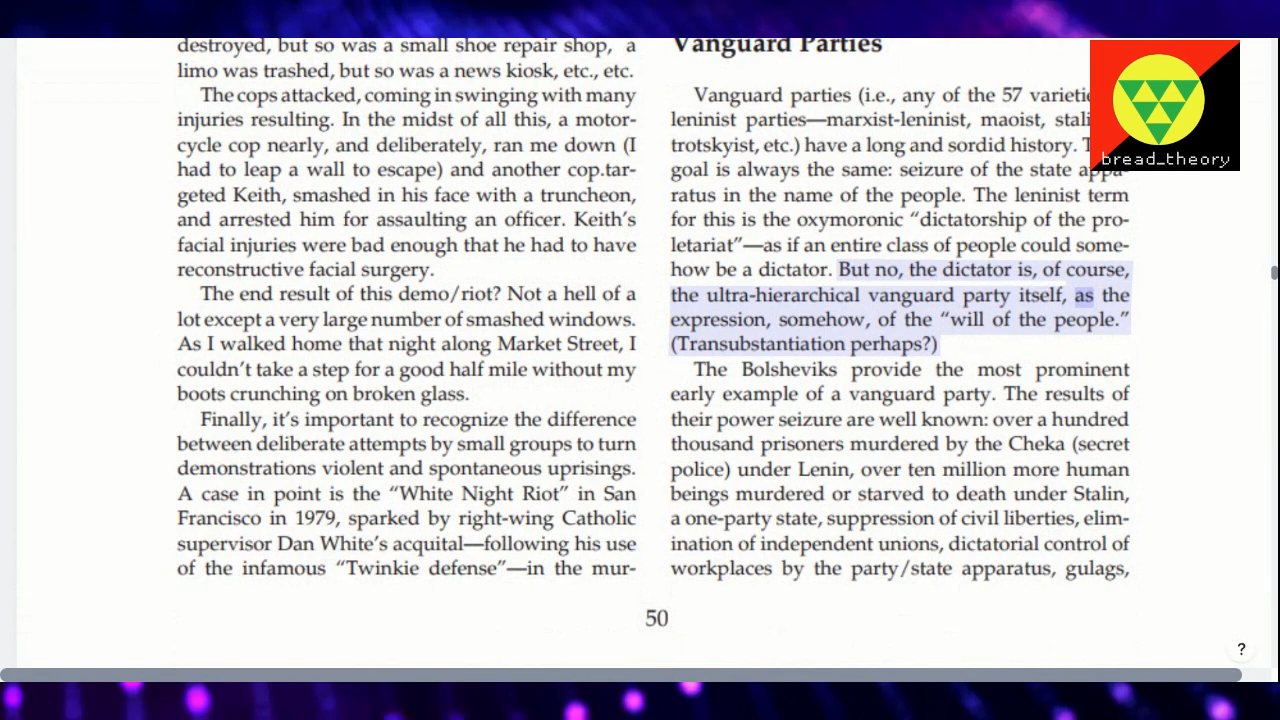 destroyed, but so was a small shoe repair shop, a
limo was trashed, but so was a news kiosk, etc., etc.
The cops attacked, coming in swinging with many
injuries resulting. In the midst of all this, a motor-
cycle cop nearly, and deliberately, ran me down (I
had to leap a wall to escape) and another cop.tar-
geted Keith, smashed in his face with a truncheon,
and arrested him for assaulting an officer. Keith's
facial injuries were bad enough that he had to have
reconstructive facial surgery.
The end result of this demo/riot? Not a hell of a
lot except a very large number of smashed windows.
As I walked home that night along Market Street, I
couldn't take a step for a good half mile without my
boots crunching on broken glass.
Finally, it's important to recognize the difference
between deliberate attempts by small groups to turn
demonstrations violent and spontaneous uprisings.
A case in point is the “White Night Riot” in San
Francisco in 1979, sparked by right-wing Catholic
supervisor Dan White's acquital—following his use
of the infamous “Twinkie defense”—in the mur-
Vanguard Parties
Vanguard parties (i.e., any of the 57
leninist parties—marxist-leninist, maoist,
trotskyist, etc.) have a long and sordid history.
goal is always the same: seizure of the state appa-
ratus in the name of the people. The leninist term
for this is the oxymoronic “dictatorship of the pro-
letariat”—as if an entire class of people could some-
how be a dictator. But no, the dictator is, of course,
the ultra-hierarchical vanguard party itself, as the
expression, somehow, of the “will of the people.”
(Transubstantiation perhaps?)
The Bolsheviks provide the most prominent
early example of a vanguard party. The results of
their power seizure are well known: over a hundred
thousand prisoners murdered by the Cheka (secret
police) under Lenin, over ten million more human
beings murdered or starved to death under Stalin,
a one-party state, suppression of civil liberties, elim-
ination of independent unions, dictatorial control of
workplaces by the party/state apparatus, gulags,
50
bread_theory
?